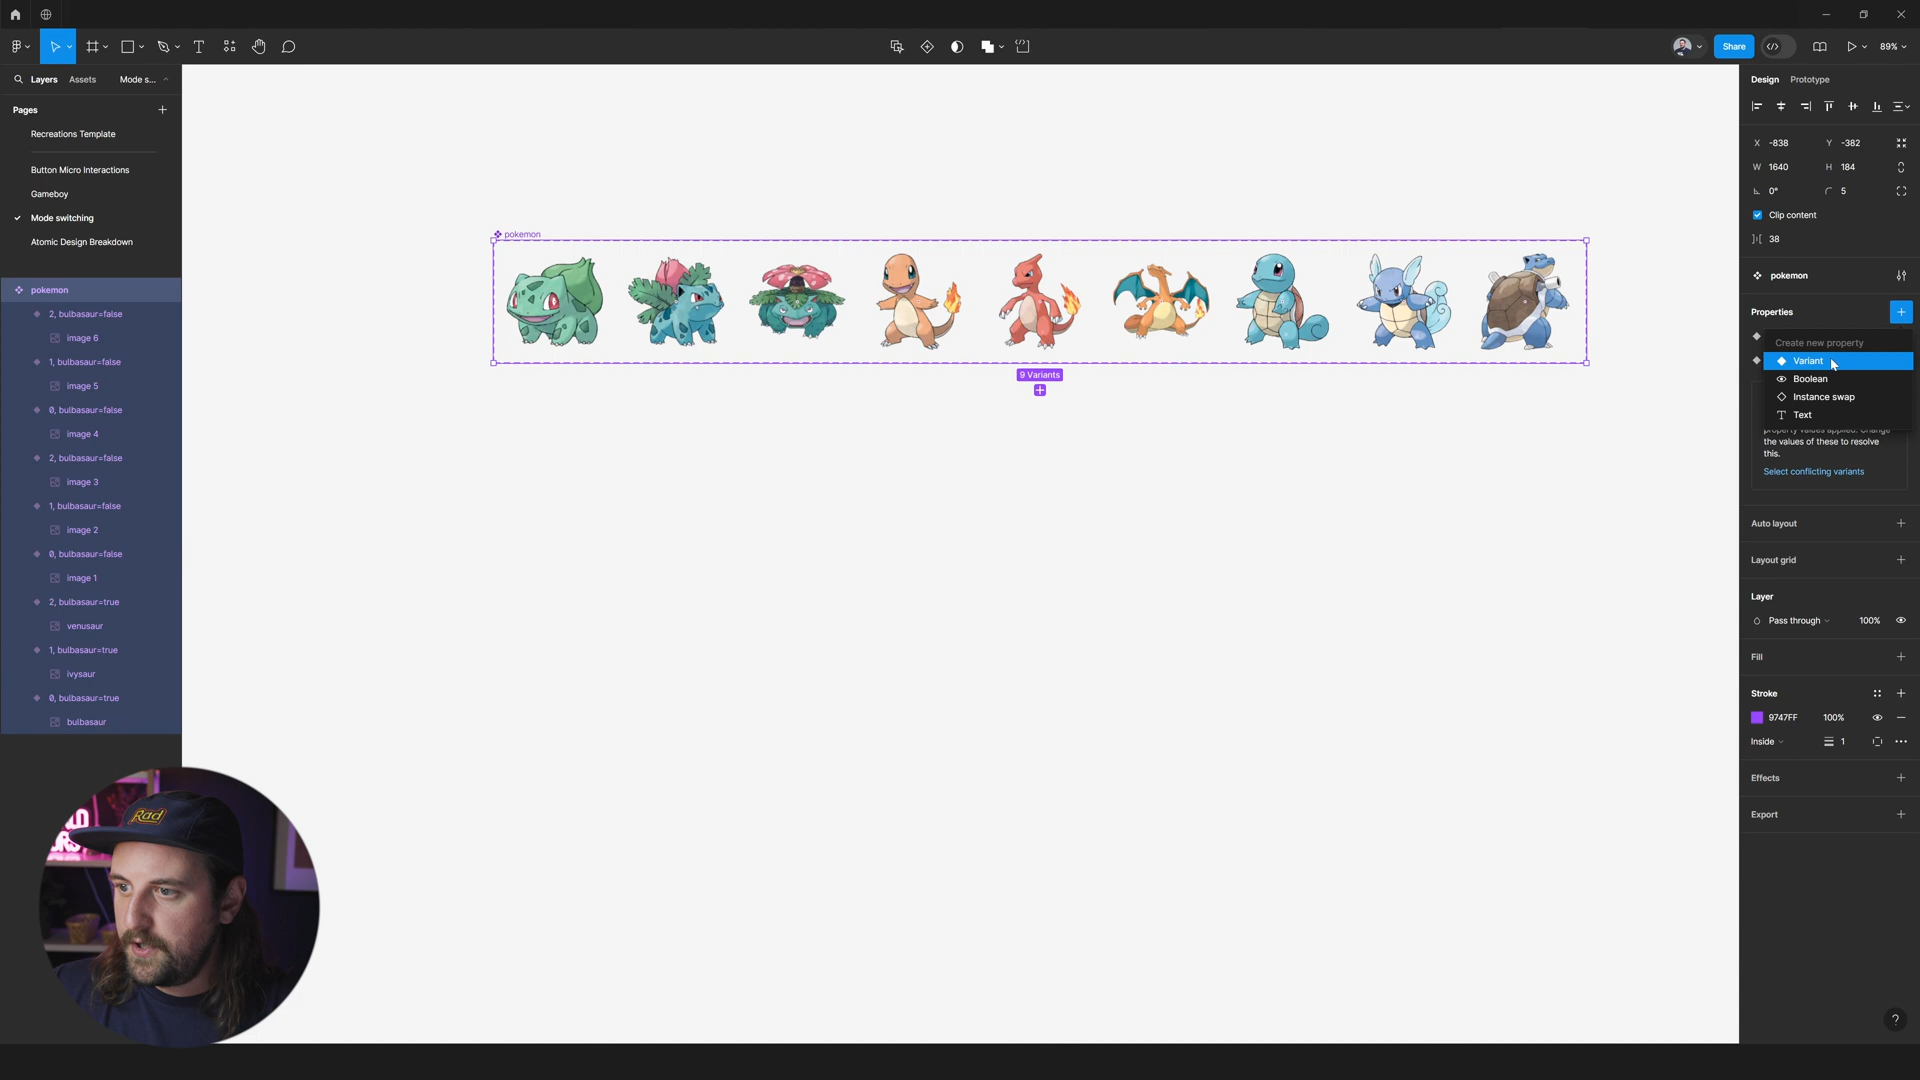 Share
89%
Layers
Assets
Mode s...
Pages
Recreations Template
Button Micro Interactions
Gameboy
Mode switching
Atomic Design Breakdown
pokemon
2, bulbasaur=false
image 6
1, bulbasaur=false
image 5
0, bulbasaur=false
image 4
2, bulbasaur=false
image 3
1, bulbasaur=false
image 2
0, bulbasaur=false
image 1
2, bulbasaur=true
venusaur
1, bulbasaur=true
ivysaur
0, bulbasaur=true
bulbasaur
Rad
pokemon
9 Variants
Design
Prototype
X -838
Y -382
W 1640
H 184
0°
5
Clip content
38
pokemon
Properties
Create new property
Variant
Boolean
Instance swap
Text
property values applied. Change
the values of these to resolve
this.
Select conflicting variants
Auto layout
Layout grid
Layer
Pass through
100%
Fill
Stroke
9747FF
100%
Inside
1
Effects
Export
?